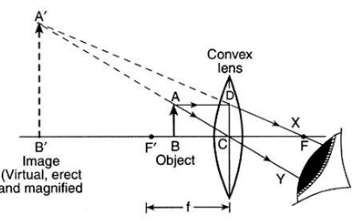 A′
Convex
lens
A
D
X
B′
F′
B
C
F
Image
Object
(Virtual, erect
and magnified
Y
f